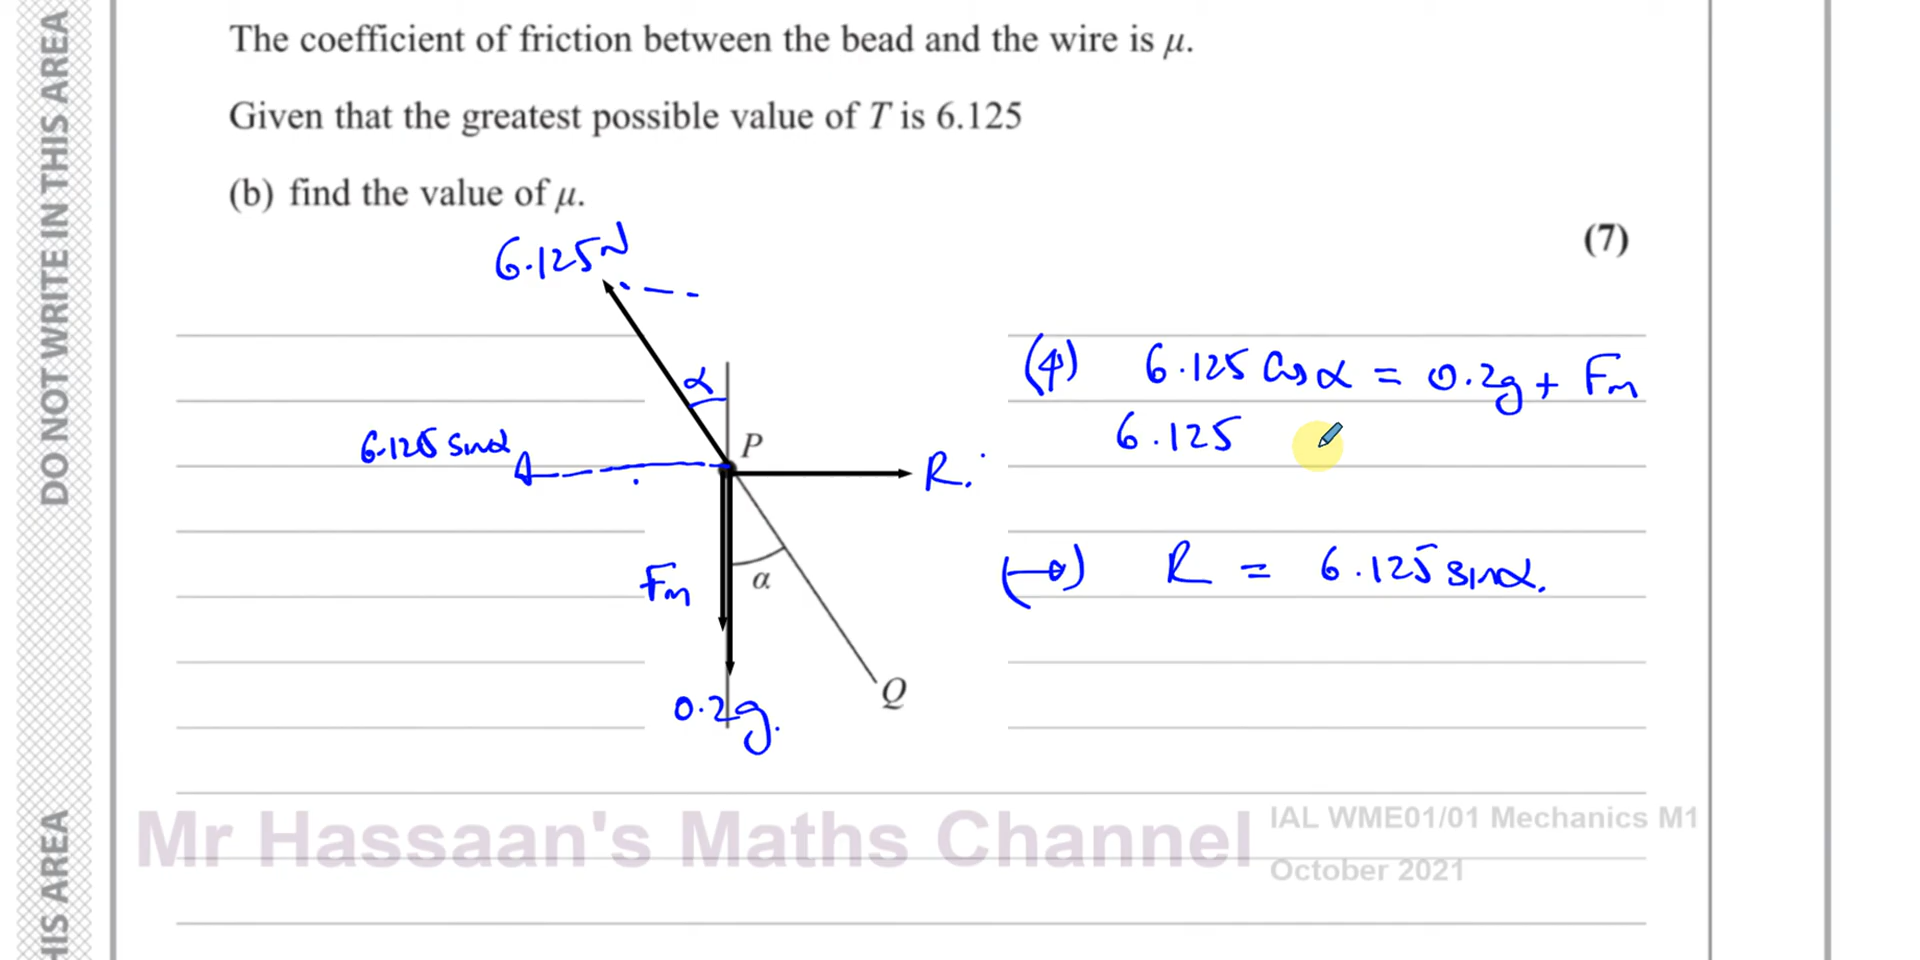 DO NOT WRITE IN THIS AREA
The coefficient of friction between the bead and the wire is μ.
Given that the greatest possible value of T is 6.125
(b) find the value of μ.
(7)
6.125N
(↑) 6.125 Cos α = 0.2g + Fm
α
6.125
6.125 sinα
P
R.
(→) R = 6.125 sinα.
Fm
α
Q
0.2g.
Mr Hassaan's Maths Channel
IAL WME01/01 Mechanics M1
October 2021
HIS AREA